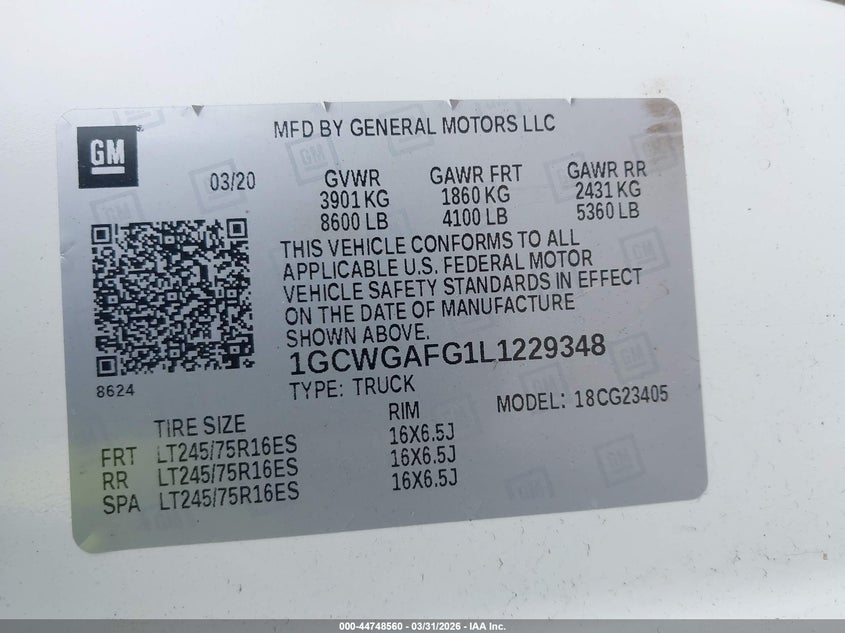 GM
MFD BY GENERAL MOTORS LLC
03/20
GVWR GAWR FRT GAWR RR
3901 KG 1860 KG 2431 KG
8600 LB 4100 LB 5360 LB
THIS VEHICLE CONFORMS TO ALL
APPLICABLE U.S. FEDERAL MOTOR
VEHICLE SAFETY STANDARDS IN EFFECT
ON THE DATE OF MANUFACTURE
SHOWN ABOVE.
1GCWGAFG1L1229348
8624
TYPE: TRUCK
MODEL: 18CG23405
TIRE SIZE RIM
FRT LT245/75R16ES 16X6.5J
RR LT245/75R16ES 16X6.5J
SPA LT245/75R16ES 16X6.5J
000-44748560 - 03/31/2026 - IAA Inc.